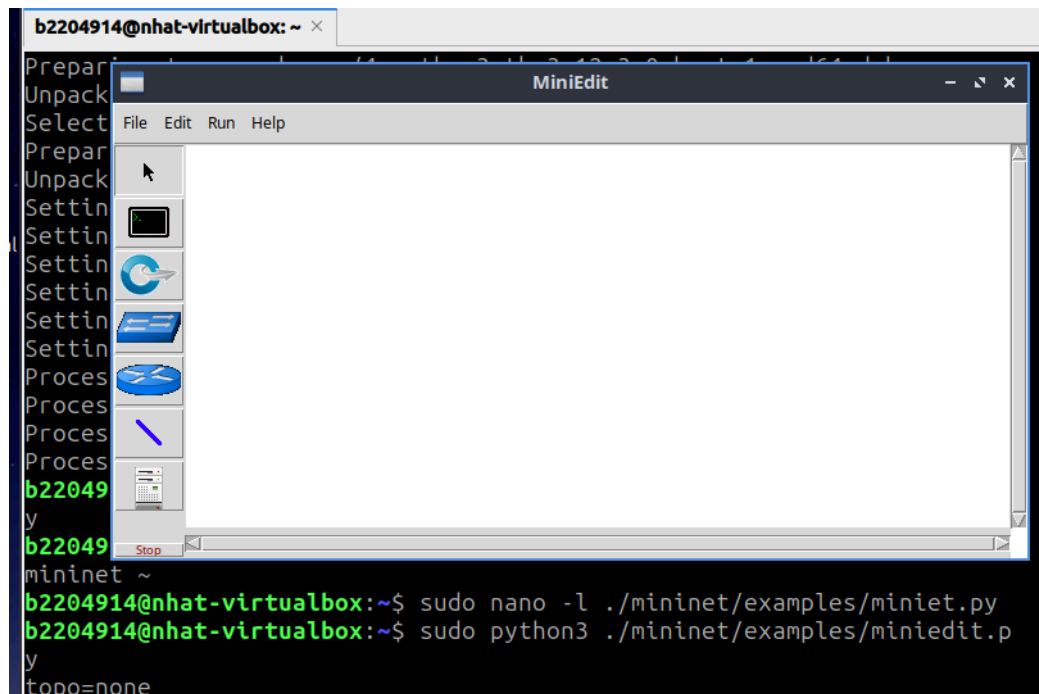 b2204914@nhat-virtualbox: ~ ×
Prepar
MiniEdit
Unpack
Select
File Edit Run Help
Prepar
Unpack
Settin
Settin
Settin
Settin
Settin
Settin
Proces
Proces
Proces
Proces
b22049
y
b22049
Stop
mininet ~
b2204914@nhat-virtualbox:~$ sudo nano -l ./mininet/examples/miniet.py
b2204914@nhat-virtualbox:~$ sudo python3 ./mininet/examples/miniedit.p
y
topo=none